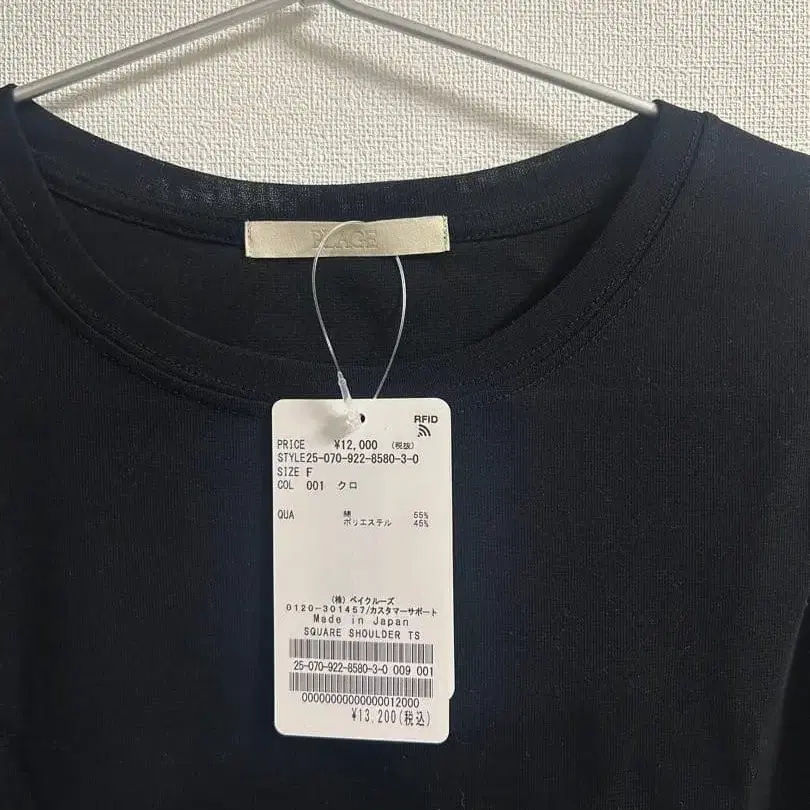 PLAGE
RFID
PRICE ¥12,000 (税抜)
STYLE25-070-922-8580-3-0
SIZE F
COL 001 クロ
QUA 綿 55%
ポリエステル 45%
(株) ベイクルーズ
0120-301457/カスタマーサポート
Made in Japan
SQUARE SHOULDER TS
25-070-922-8580-3-0 009 001
0000000000000000012000
¥13,200(税込)